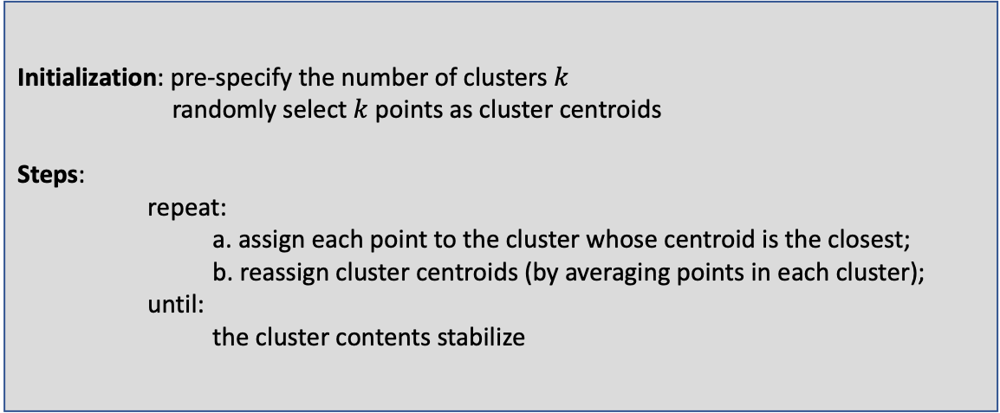 Initialization: pre-specify the number of clusters k
randomly select k points as cluster centroids
Steps:
repeat:
a. assign each point to the cluster whose centroid is the closest;
b. reassign cluster centroids (by averaging points in each cluster);
until:
the cluster contents stabilize